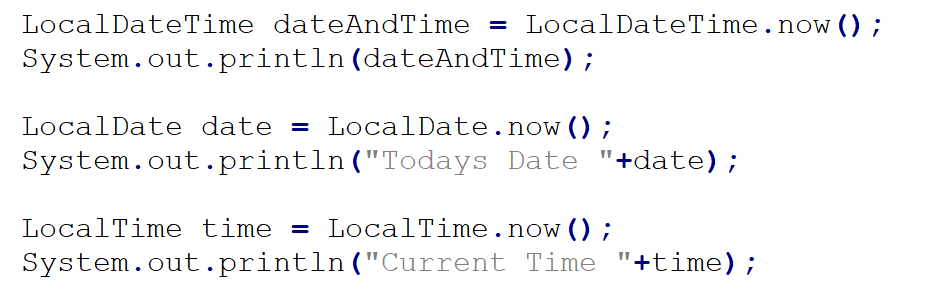 LocalDateTime dateAndTime = LocalDateTime.now();
System.out.println(dateAndTime);
LocalDate date = LocalDate.now();
System.out.println("Todays Date "+date);
LocalTime time = LocalTime.now();
System.out.println("Current Time "+time);